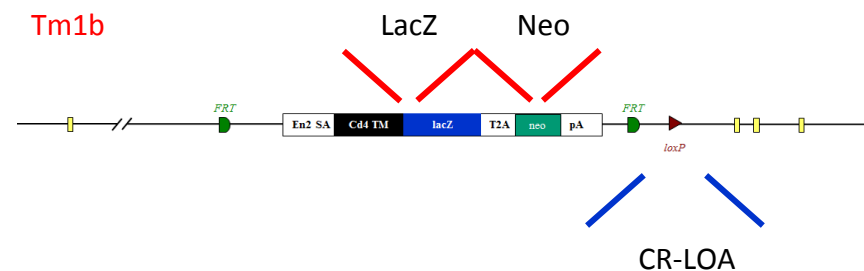 Tm1b
LacZ
Neo
FRT
En2 SA
Cd4 TM
lacZ
T2A
neo
pA
FRT
loxP
CR-LOA